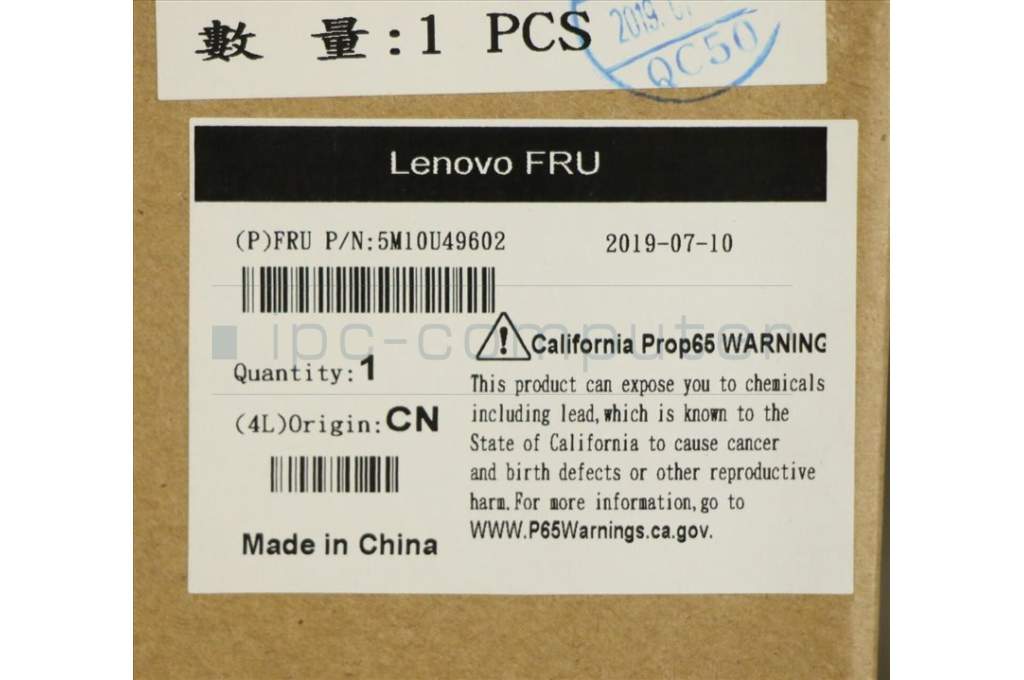 數 量:1 PCS
2019.07
QC50
Lenovo FRU
(P)FRU P/N:5M10U49602
2019-07-10
ipc-computer
California Prop65 WARNING
Quantity:1
This product can expose you to chemicals
including lead,which is known to the
(4L)Origin:CN
State of California to cause cancer
and birth defects or other reproductive
harm.For more information,go to
WWW.P65Warnings.ca.gov.
Made in China